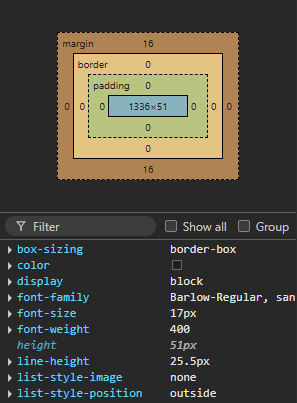 margin 16
border 0
padding 0
0 0 0 1336×51 0 0 0
0
0
16
Filter Show all Group
box-sizing border-box
color
display block
font-family Barlow-Regular, san
font-size 17px
font-weight 400
height 51px
line-height 25.5px
list-style-image none
list-style-position outside